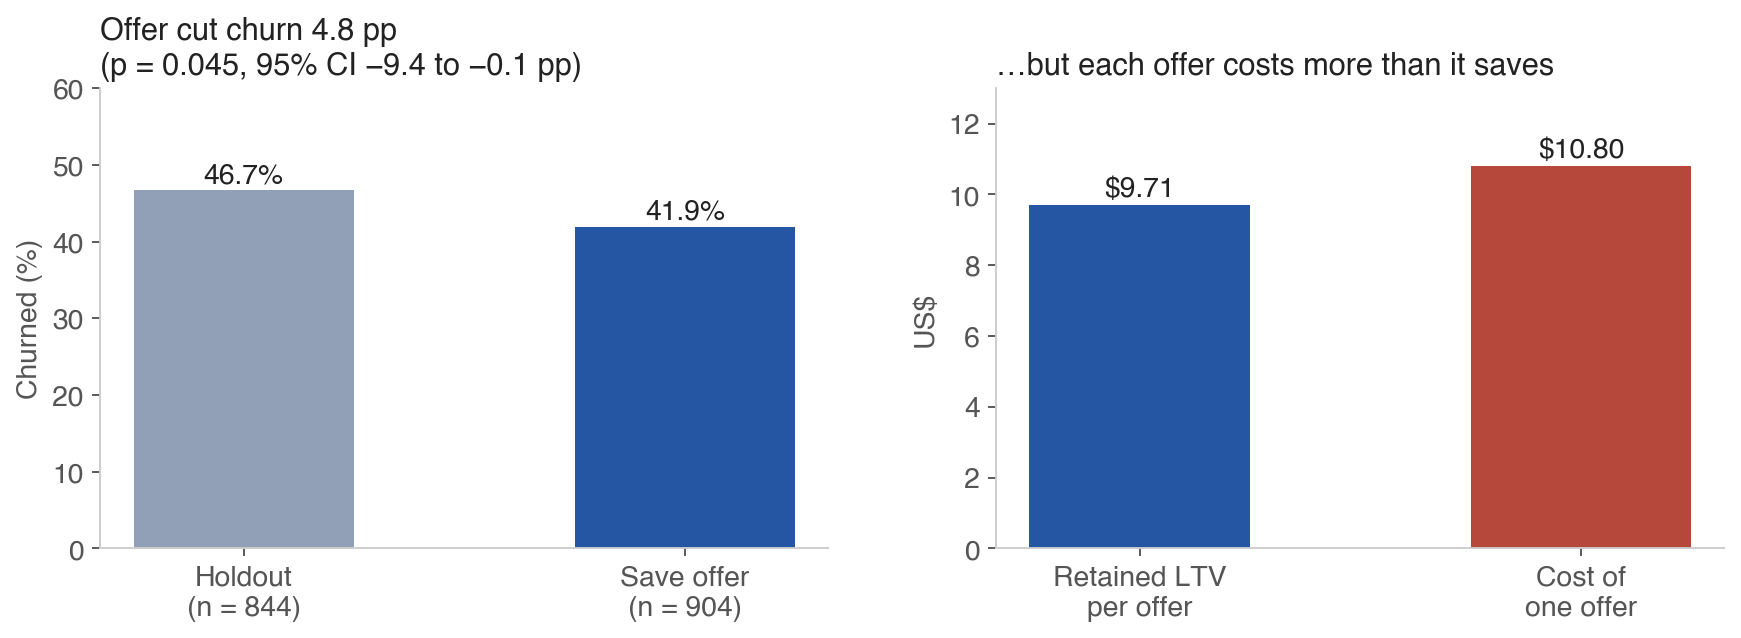 Offer cut churn 4.8 pp
(p = 0.045, 95% CI −9.4 to −0.1 pp)
60
50
40
30
20
10
0
Churned (%)
46.7%
41.9%
Holdout
(n = 844)
Save offer
(n = 904)
…but each offer costs more than it saves
12
10
8
6
4
2
0
US$
$9.71
$10.80
Retained LTV
per offer
Cost of
one offer